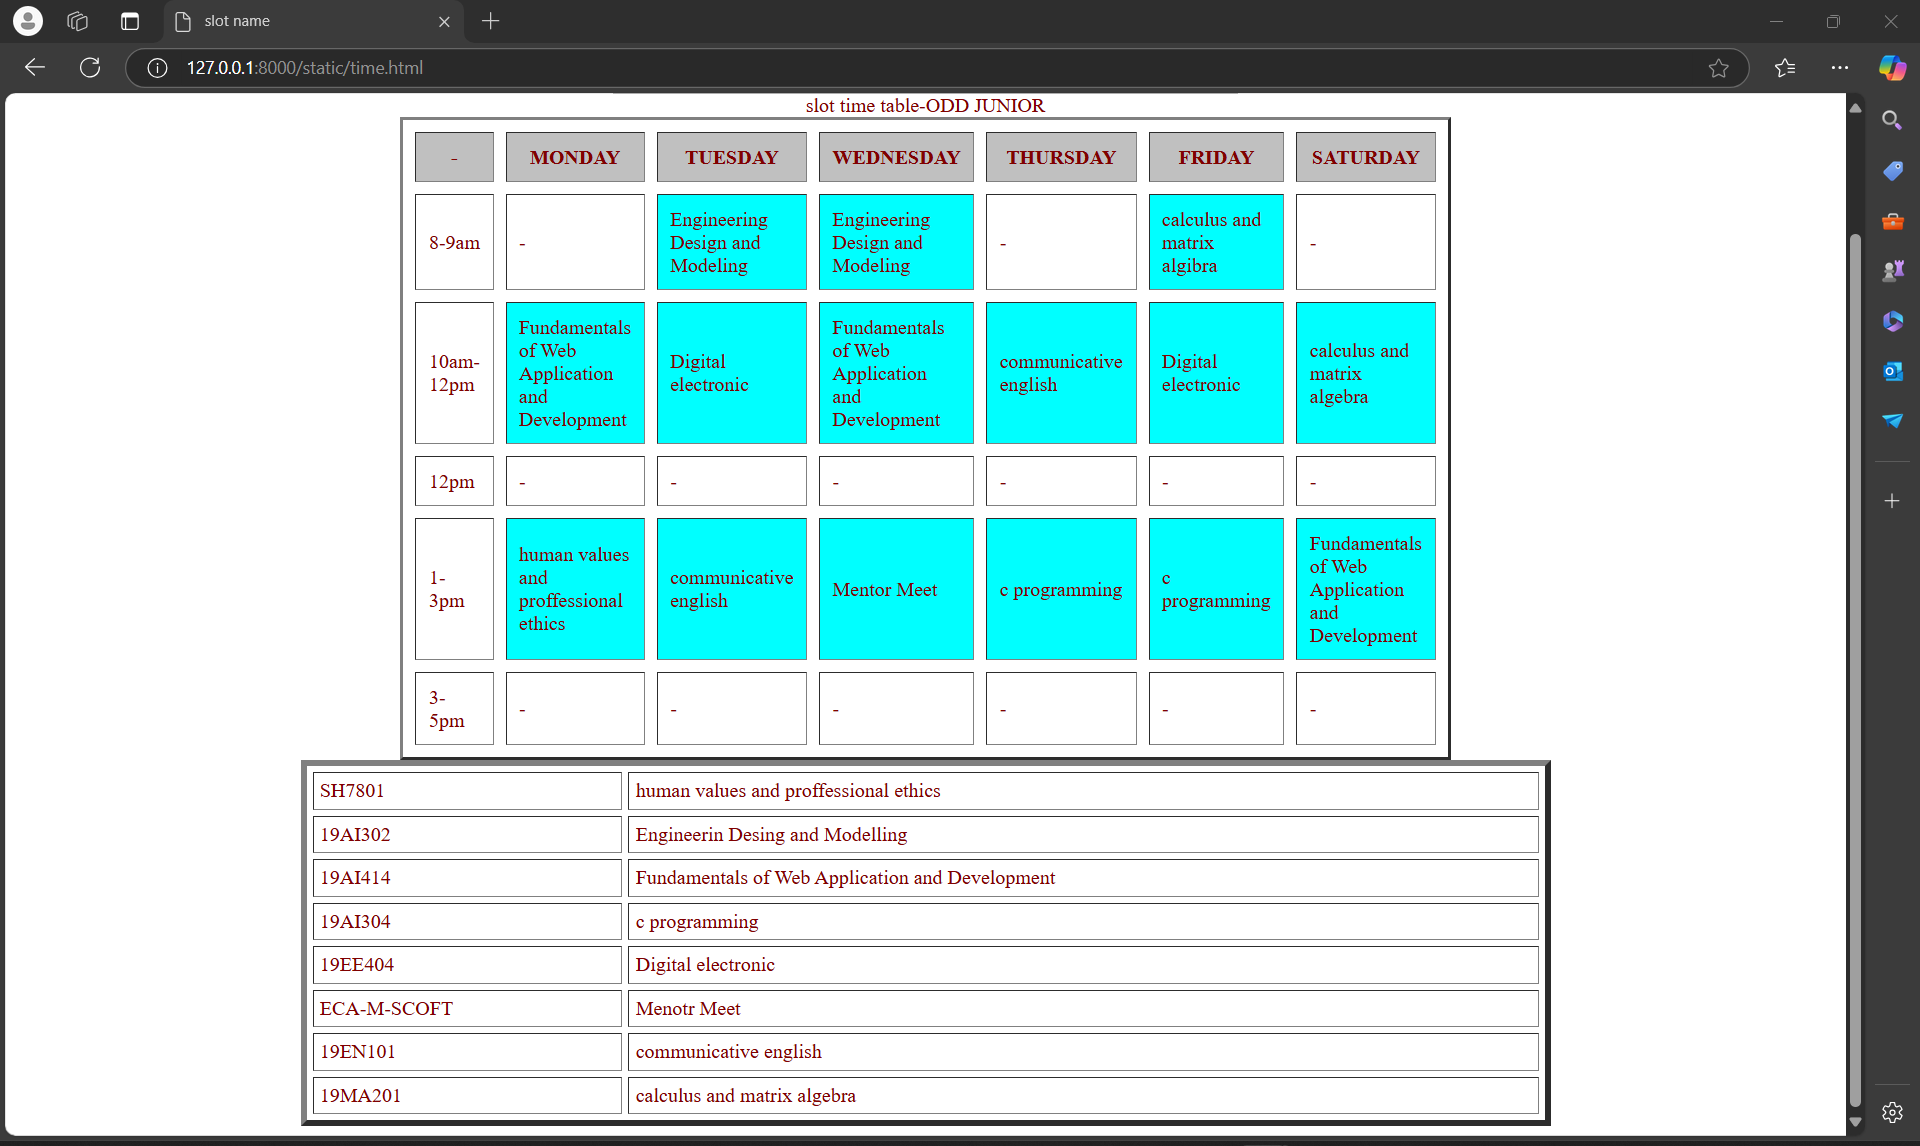 slot name
127.0.0.1:8000/static/time.html
slot time table-ODD JUNIOR
- MONDAY TUESDAY WEDNESDAY THURSDAY FRIDAY SATURDAY
8-9am
-
Engineering
Design and
Modeling
Engineering
Design and
Modeling
-
calculus and
matrix
algibra
-
10am-
12pm
Fundamentals
of Web
Application
and
Development
Digital
electronic
Fundamentals
of Web
Application
and
Development
communicative
english
Digital
electronic
calculus and
matrix
algebra
12pm - - - - - -
1-
3pm
human values
and
proffessional
ethics
communicative
english
Mentor Meet
c programming
c
programming
Fundamentals
of Web
Application
and
Development
3-
5pm
- - - - - -
SH7801 human values and proffessional ethics
19AI302 Engineerin Desing and Modelling
19AI414 Fundamentals of Web Application and Development
19AI304 c programming
19EE404 Digital electronic
ECA-M-SCOFT Menotr Meet
19EN101 communicative english
19MA201 calculus and matrix algebra